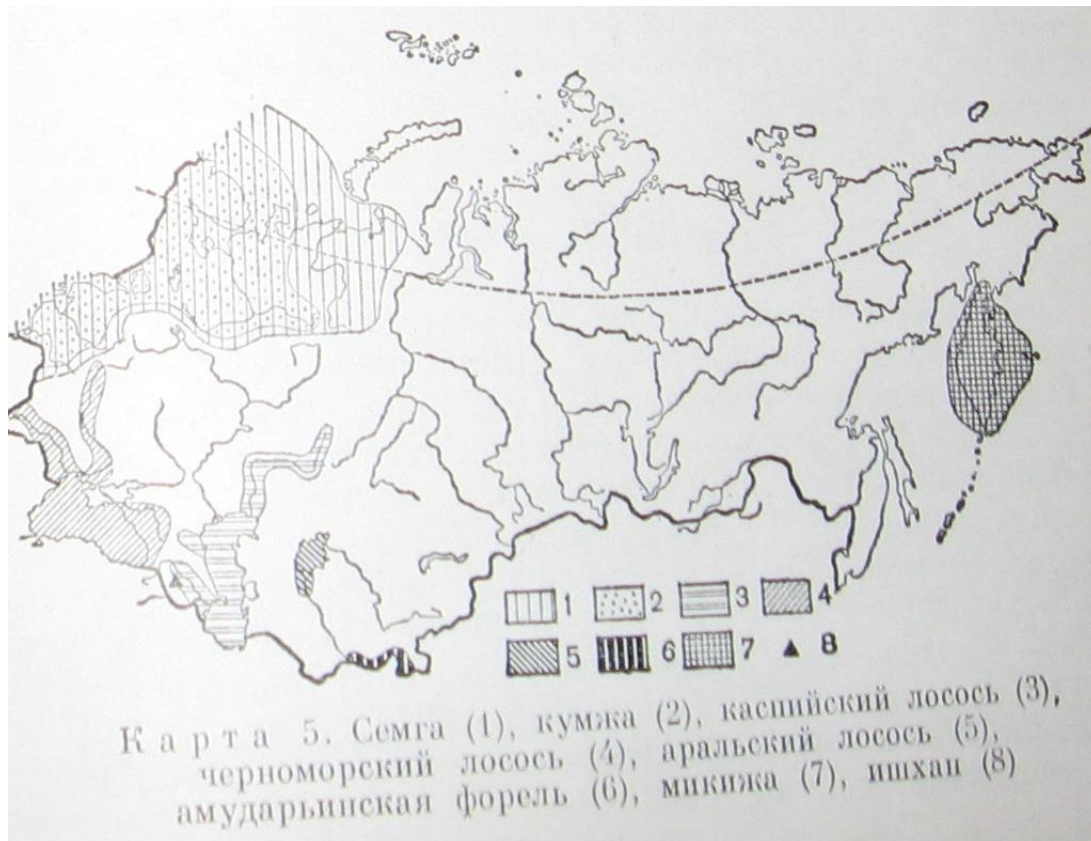 1 2 3 4
5 6 7 8
Карта 5. Семга (1), кумжа (2), каспийский лосось (3),
черноморский лосось (4), аральский лосось (5),
амударьинская форель (6), микижа (7), ишхан (8)